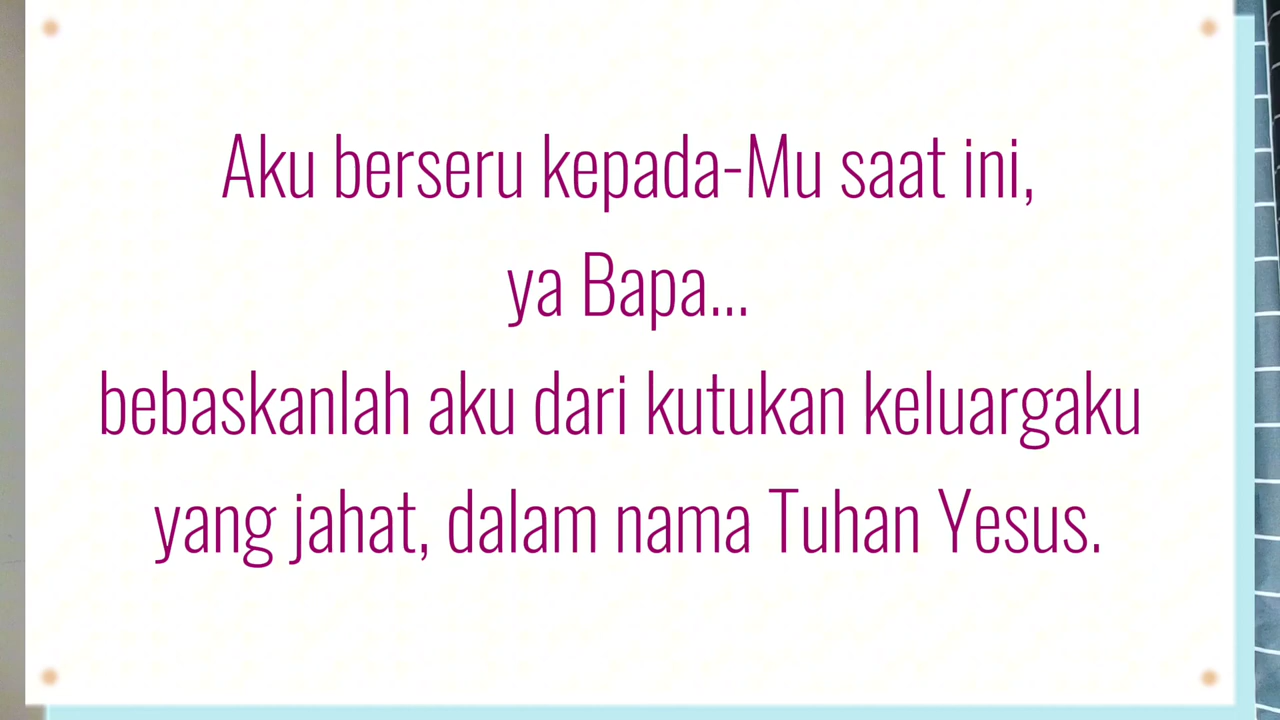 Aku berseru kepada-Mu saat ini,
ya Bapa...
bebaskanlah aku dari kutukan keluargaku
yang jahat, dalam nama Tuhan Yesus.